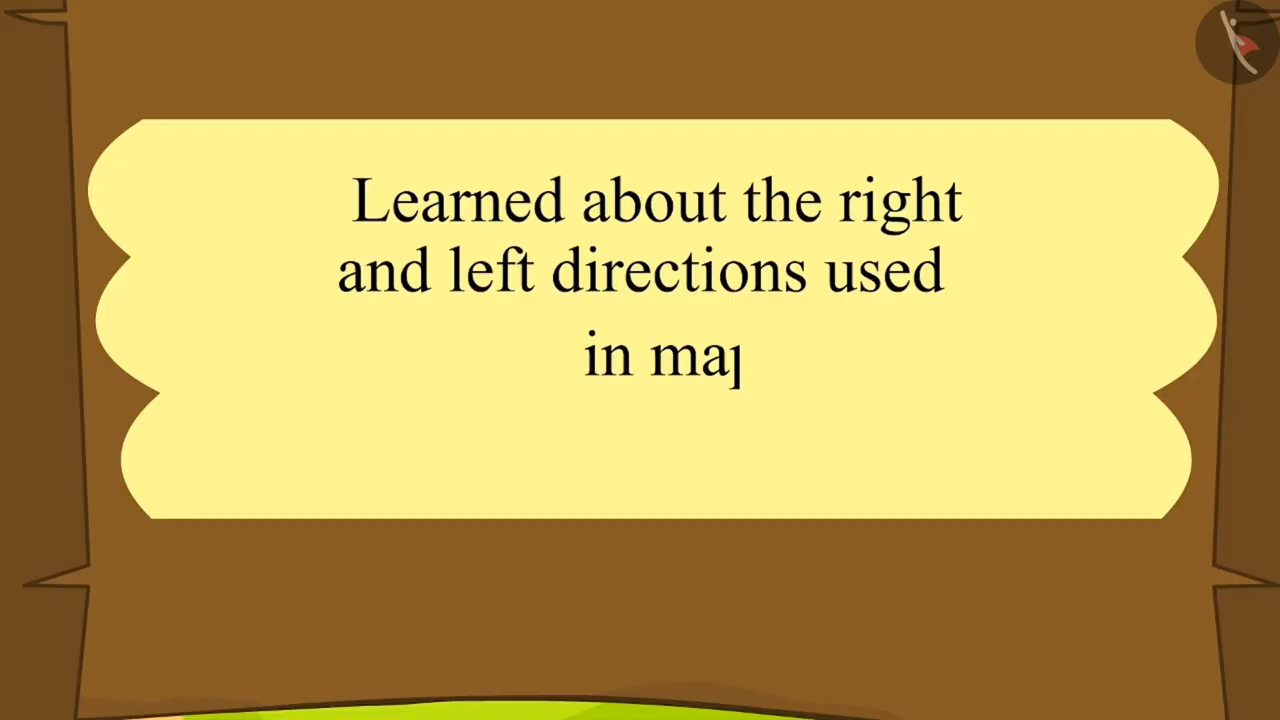 Learned about the right
and left directions used
in ma